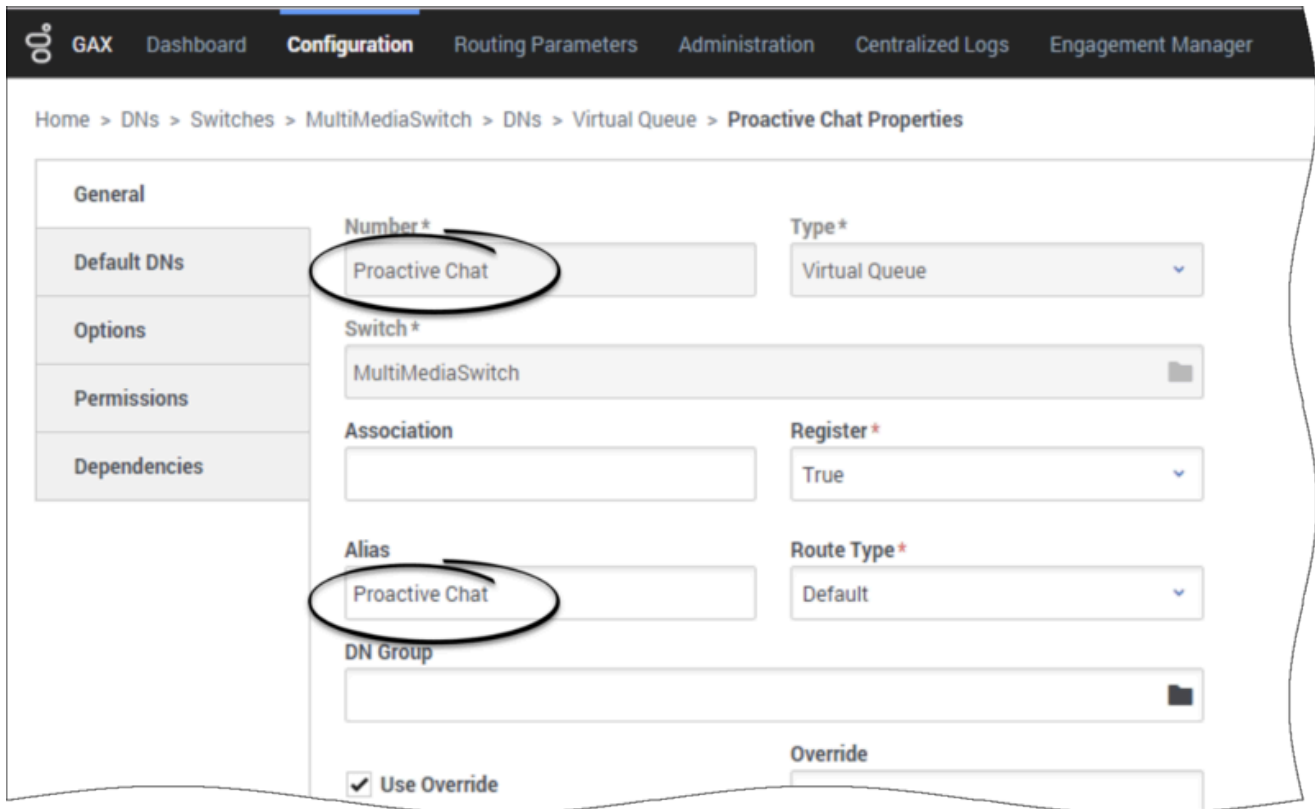 GAX Dashboard Configuration Routing Parameters Administration Centralized Logs Engagement Manager
Home > DNs > Switches > MultiMediaSwitch > DNs > Virtual Queue > Proactive Chat Properties
General
Default DNs
Options
Permissions
Dependencies
Number* Type*
Proactive Chat Virtual Queue
Switch*
MultiMediaSwitch
Association Register*
True
Alias Route Type*
Proactive Chat Default
DN Group
Override
Use Override